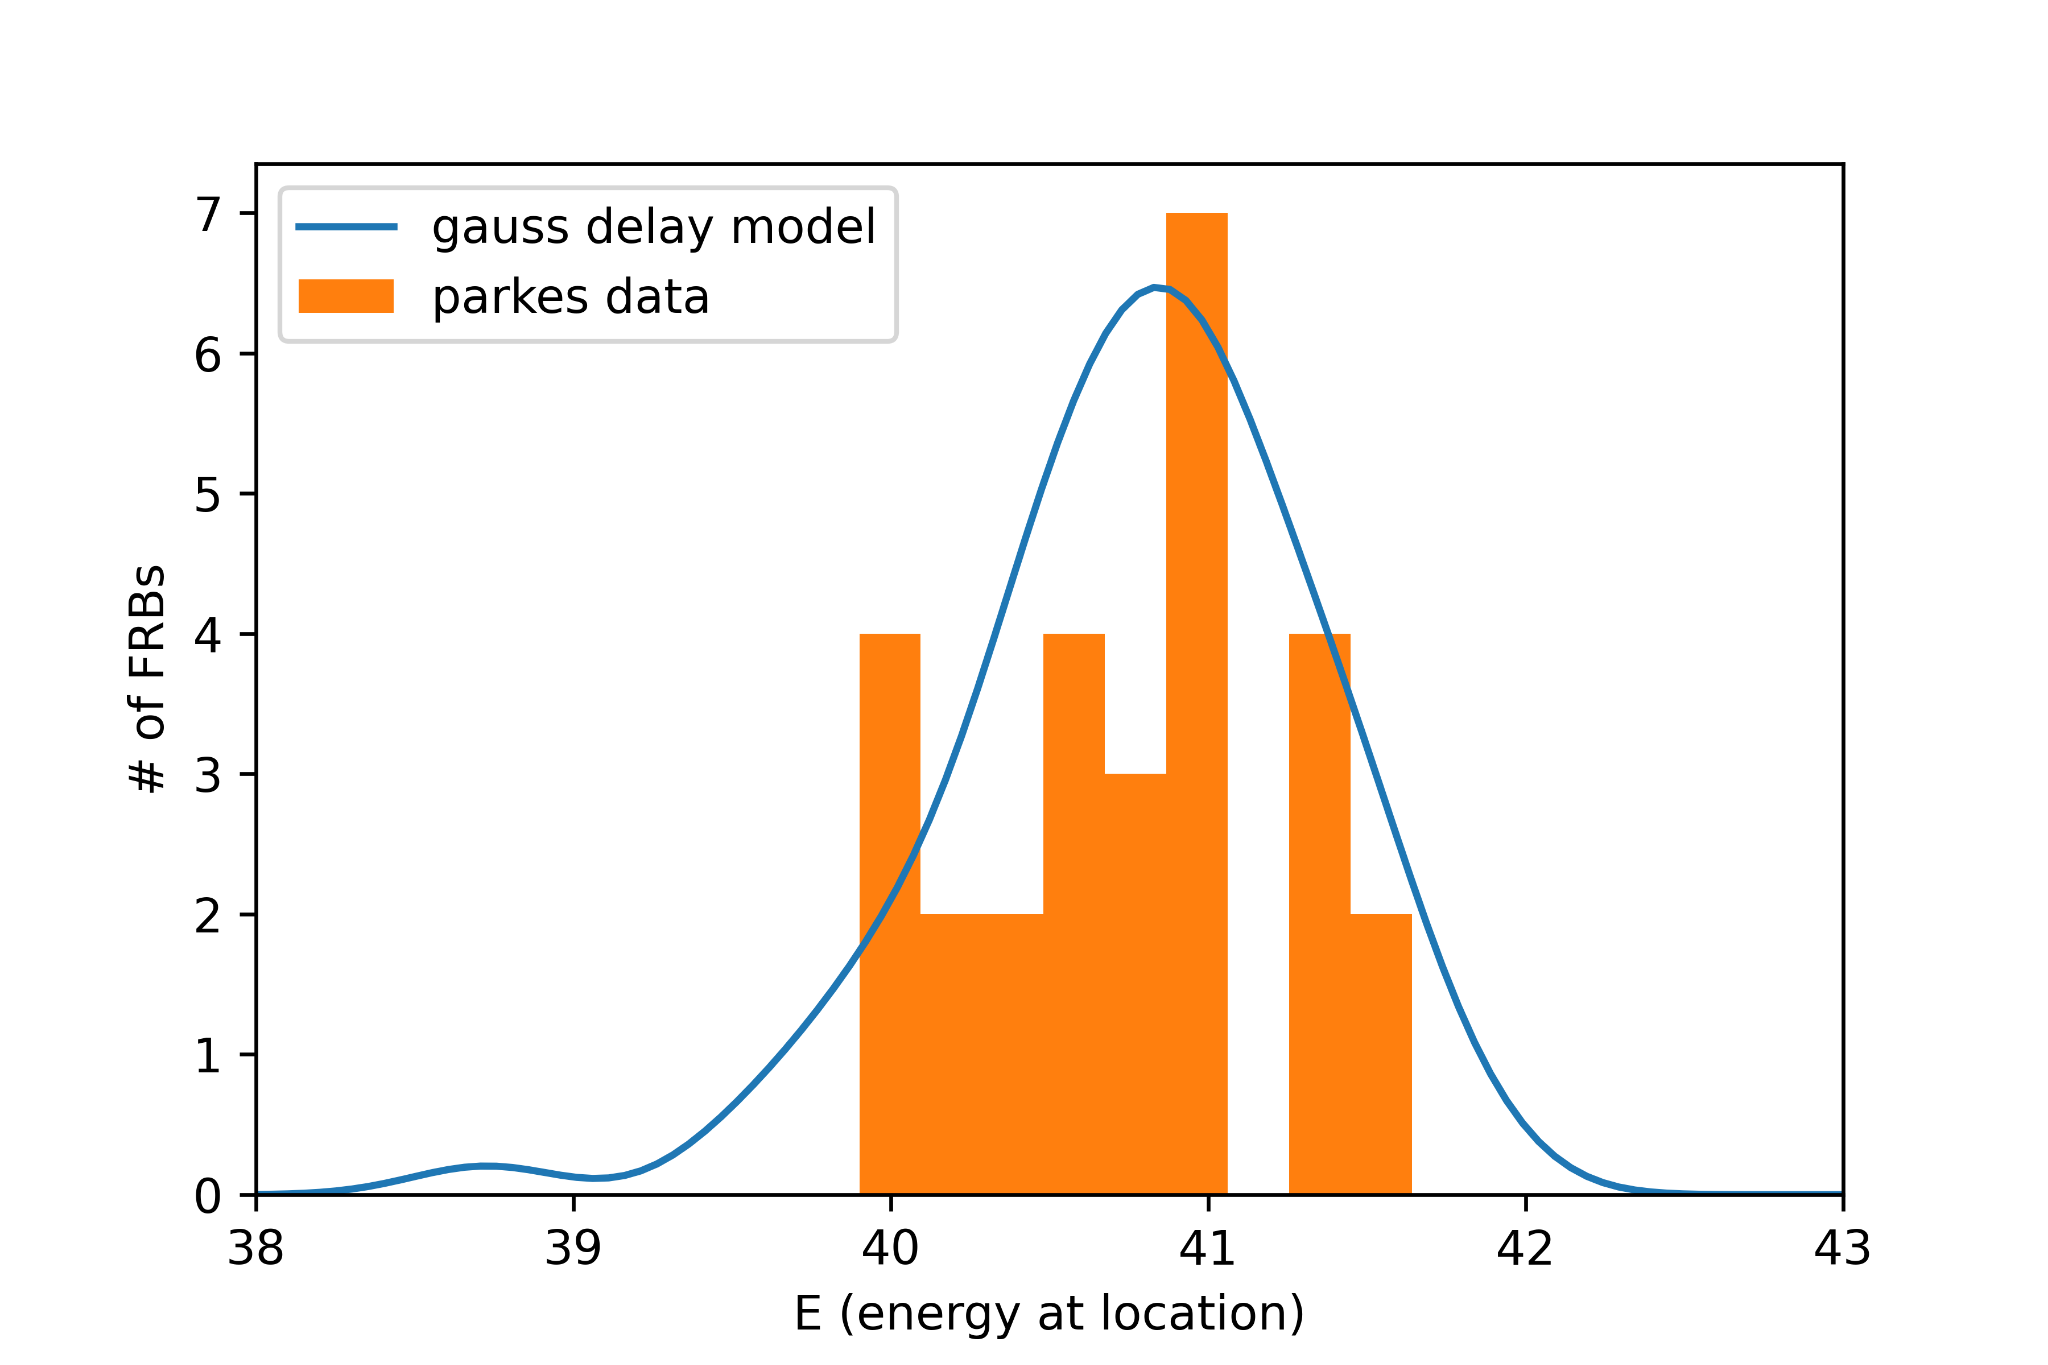 gauss delay model
parkes data
7
6
5
4
3
2
1
0
# of FRBs
38 39 40 41 42 43
E (energy at location)